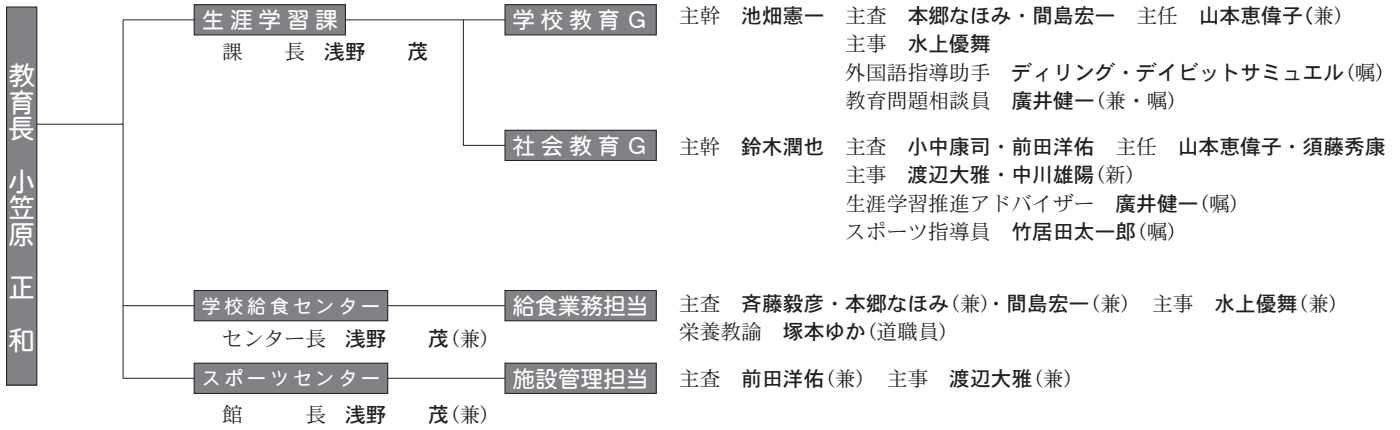 教育長 小笠原 正 和
生涯学習課
課 長 浅野 茂
学校教育G
主幹 池畑憲一 主査 本郷なほみ・間島宏一 主任 山本恵偉子(兼)
主事 水上優舞
外国語指導助手 ディリング・デイビットサミュエル(嘱)
教育問題相談員 廣井健一(兼・嘱)
社会教育G
主幹 鈴木潤也 主査 小中康司・前田洋佑 主任 山本恵偉子・須藤秀康
主事 渡辺大雅・中川雄陽(新)
生涯学習推進アドバイザー 廣井健一(嘱)
スポーツ指導員 竹居田太一郎(嘱)
学校給食センター
センター長 浅野 茂(兼)
給食業務担当
主査 斉藤毅彦・本郷なほみ(兼)・間島宏一(兼) 主事 水上優舞(兼)
栄養教諭 塚本ゆか(道職員)
スポーツセンター
館 長 浅野 茂(兼)
施設管理担当
主査 前田洋佑(兼) 主事 渡辺大雅(兼)